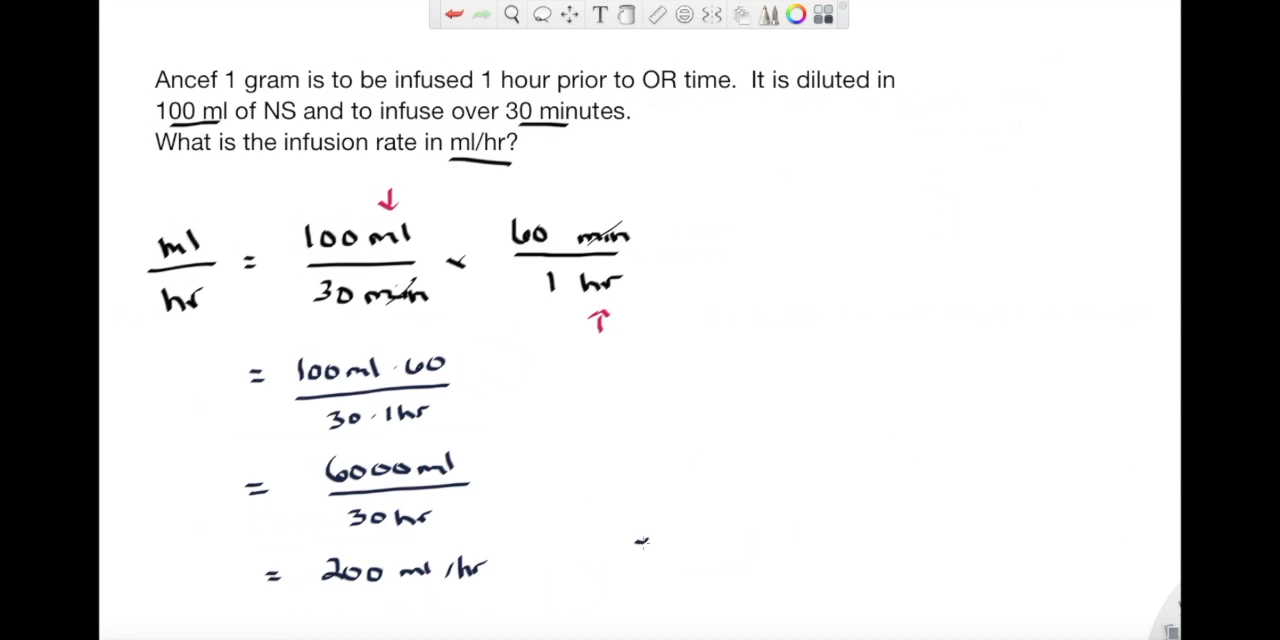 Ancef 1 gram is to be infused 1 hour prior to OR time. It is diluted in
100 ml of NS and to infuse over 30 minutes.
What is the infusion rate in ml/hr?
ml/hr = 100 ml/30 min × 60 min/1 hr
= 100 ml · 60/30 · 1 hr
= 6000 ml/30 hr
= 200 ml/hr